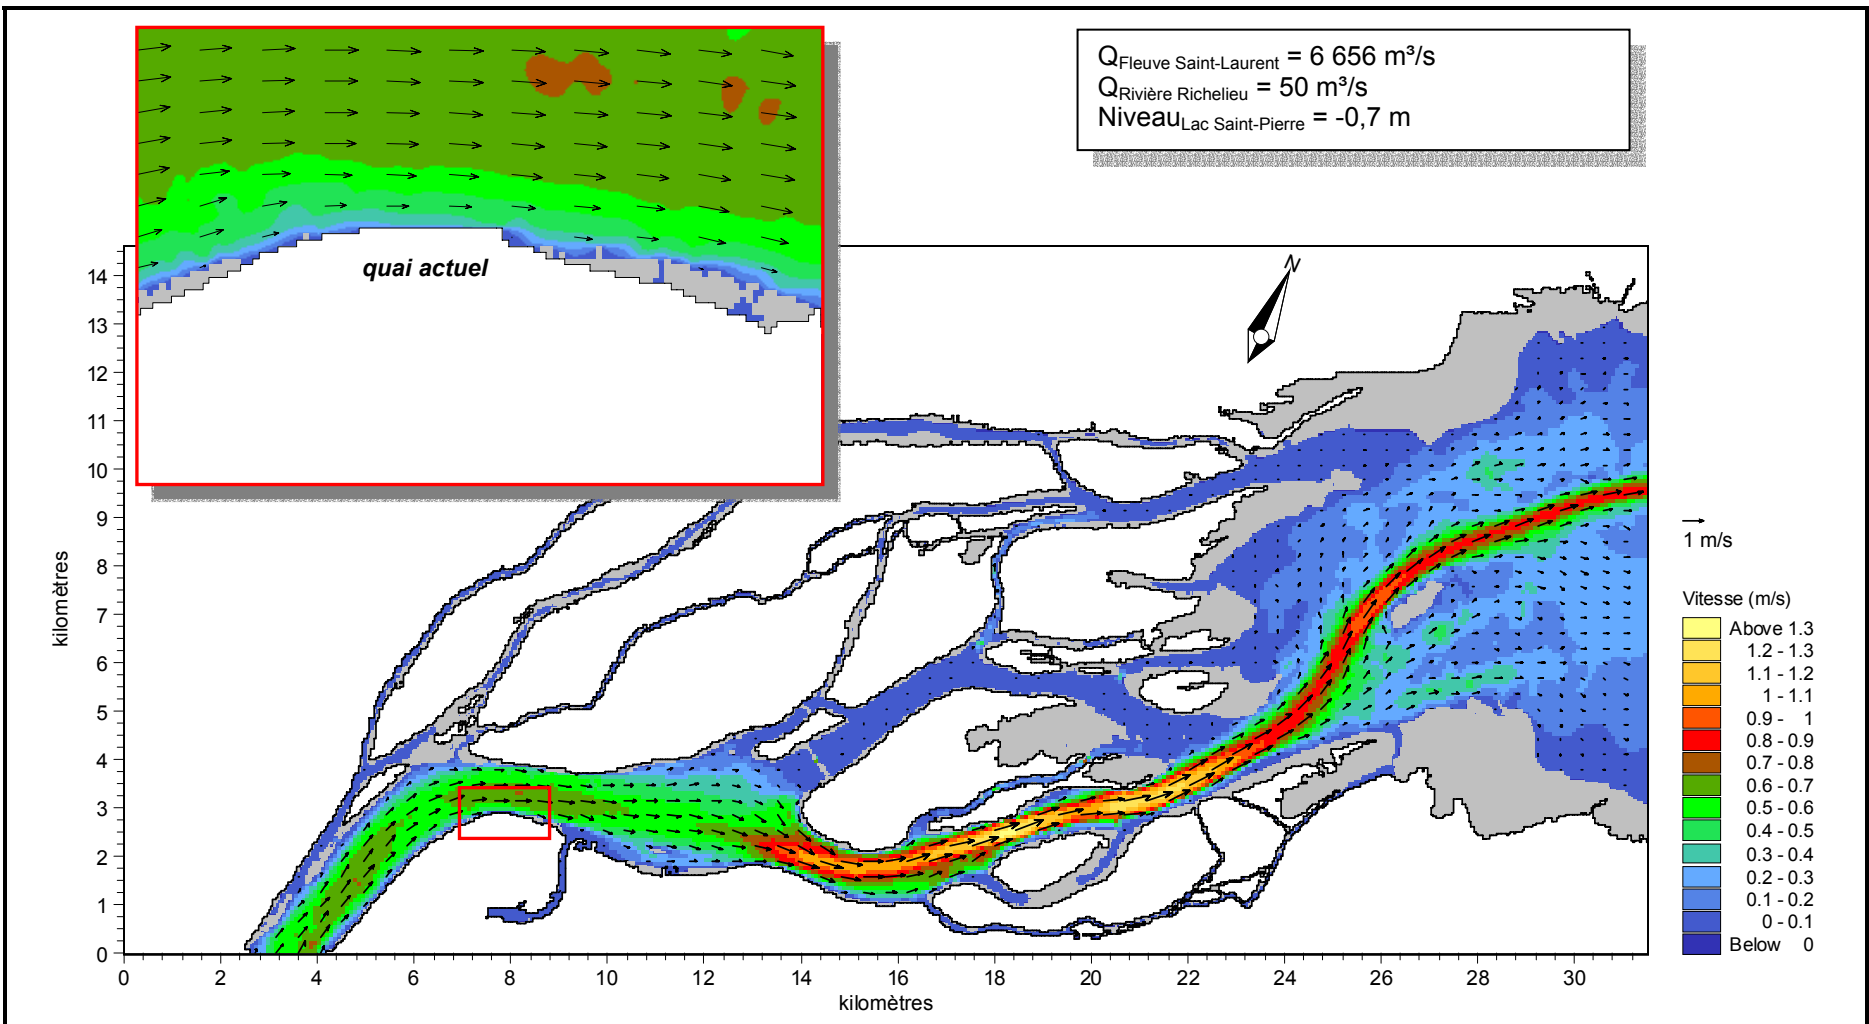 Q Fleuve Saint-Laurent = 6 656 m³/s
Q Rivière Richelieu = 50 m³/s
Niveau Lac Saint-Pierre = -0,7 m
quai actuel
N
14
13
12
11
10
9
8
7
6
5
4
3
2
1
0
kilomètres
0 2 4 6 8 10 12 14 16 18 20 22 24 26 28 30
kilomètres
1 m/s
Vitesse (m/s)
Above 1.3
1.2 - 1.3
1.1 - 1.2
1 - 1.1
0.9 - 1
0.8 - 0.9
0.7 - 0.8
0.6 - 0.7
0.5 - 0.6
0.4 - 0.5
0.3 - 0.4
0.2 - 0.3
0.1 - 0.2
0 - 0.1
Below 0